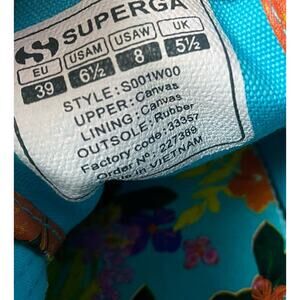 SUPERGA
EU USAM USAW UK
39 6½ 8 5½
STYLE: S001W00
UPPER: Canvas
LINING: Canvas
OUTSOLE: Rubber
Factory code: 33357
Order Nº: 227389
in VIETNAM